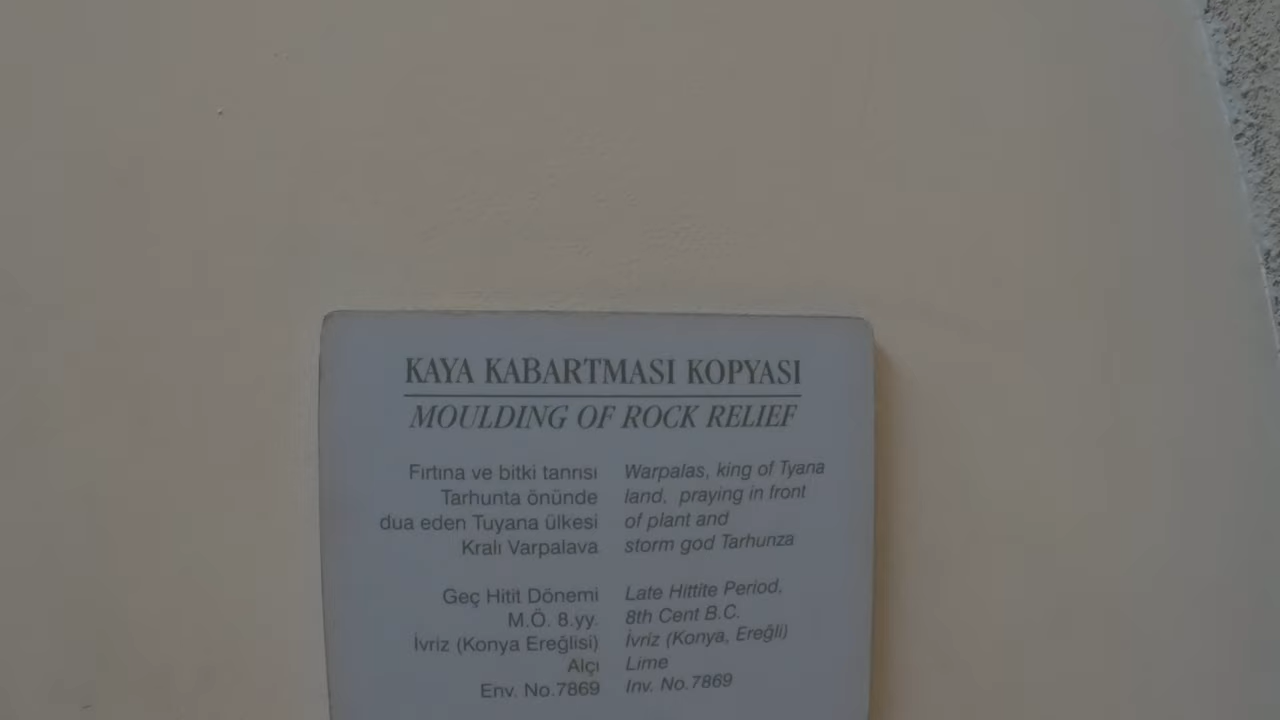 KAYA KABARTMASI KOPYASI
MOULDING OF ROCK RELIEF
Fırtına ve bitki tanrısı
Tarhunta önünde
dua eden Tuyana ülkesi
Kralı Varpalava
Geç Hitit Dönemi
M.Ö. 8.yy.
İvriz (Konya Ereğlisi)
Alçı
Env. No.7869
Warpalas, king of Tyana
land, praying in front
of plant and
storm god Tarhunza
Late Hittite Period,
8th Cent B.C.
İvriz (Konya, Ereğli)
Lime
Inv. No.7869